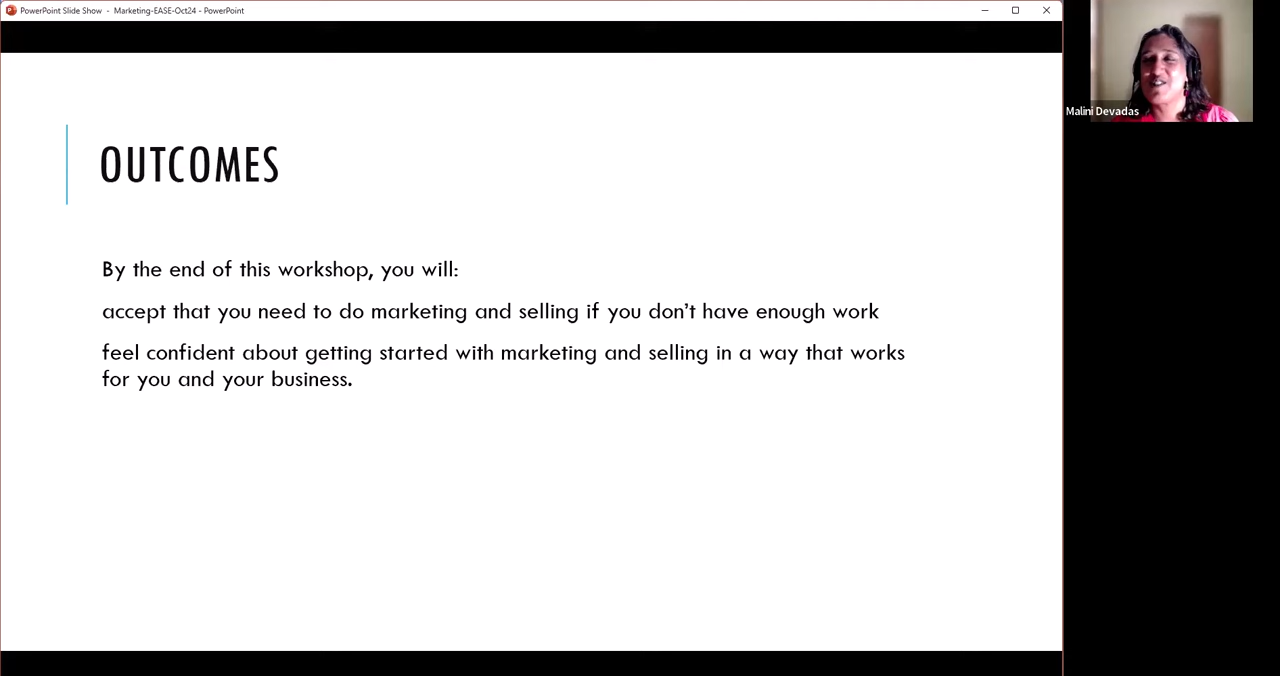 PowerPoint Slide Show - Marketing-EASE-Oct24 - PowerPoint
Malini Devadas
OUTCOMES
By the end of this workshop, you will:
accept that you need to do marketing and selling if you don't have enough work
feel confident about getting started with marketing and selling in a way that works
for you and your business.